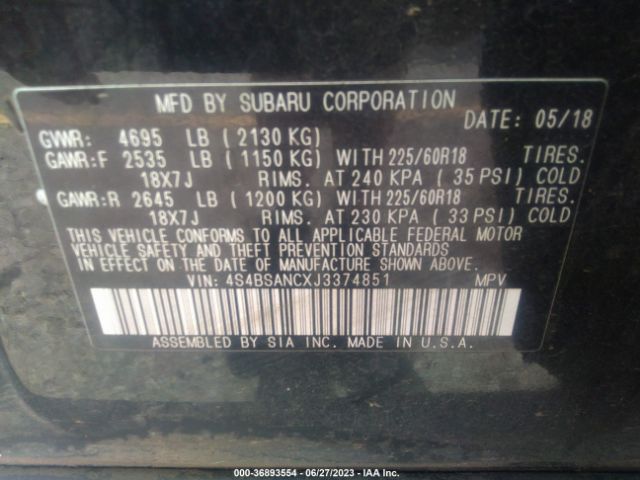 MFD BY SUBARU CORPORATION
DATE: 05/18
GVWR: 4695 LB (2130 KG)
GAWR:F 2535 LB (1150 KG) WITH 225/60R18 TIRES.
18X7J RIMS. AT 240 KPA (35 PSI) COLD
GAWR:R 2645 LB (1200 KG) WITH 225/60R18 TIRES.
18X7J RIMS. AT 230 KPA (33 PSI) COLD
THIS VEHICLE CONFORMS TO ALL APPLICABLE FEDERAL MOTOR
VEHICLE SAFETY AND THEFT PREVENTION STANDARDS
IN EFFECT ON DATE OF MANUFACTURE SHOWN ABOVE.
VIN: 4S4BSANCXJ3374851 MPV
ASSEMBLED BY SIA INC. MADE IN U.S.A.
000-36893554 / 06/27/2023 - IAA Inc.